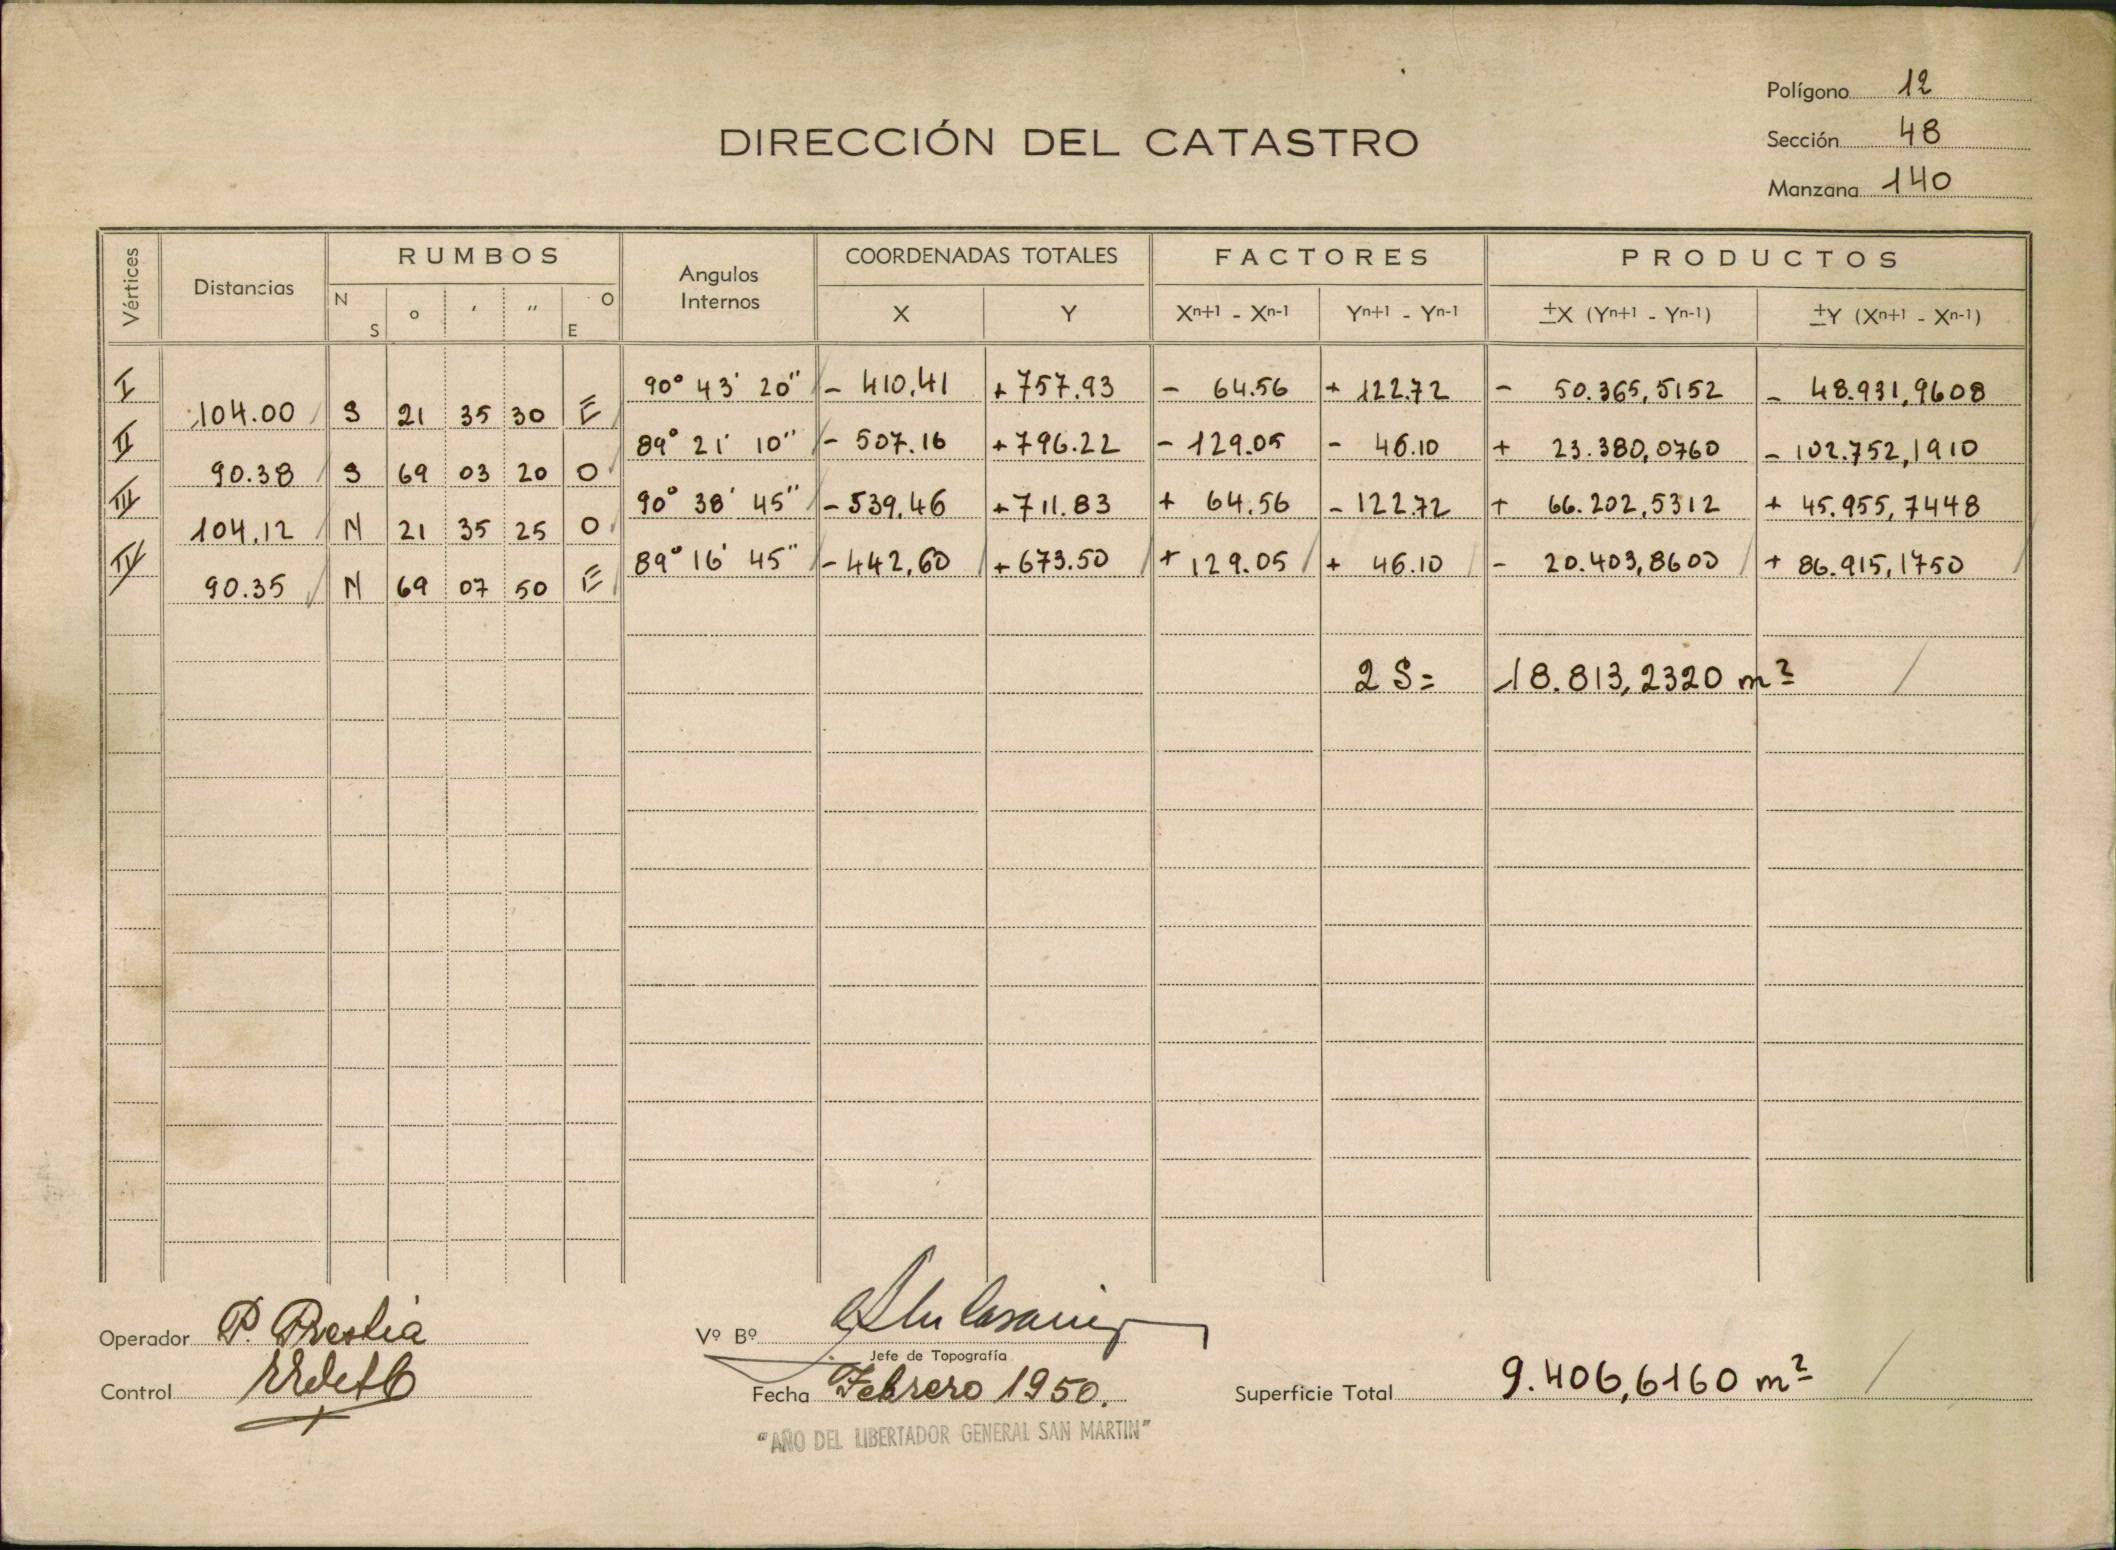 Polígono 12
DIRECCIÓN DEL CATASTRO
Sección 48
Manzana 140
Vértices Distancias RUMBOS Angulos Internos COORDENADAS TOTALES FACTORES PRODUCTOS
N S o ' " O E X Y Xn+1 - Xn-1 Yn+1 - Yn-1 ±X (Yn+1 - Yn-1) ±Y (Xn+1 - Xn-1)
I 90° 43' 20" - 410,41 + 757.93 - 64.56 + 122.72 - 50.365,5152 - 48.931,9608
104.00 S 21 35 30 E
II 89° 21' 10" - 507.16 + 796.22 - 129.05 - 46.10 + 23.380,0760 - 102.752,1910
90.38 S 69 03 20 O
III 90° 38' 45" - 539,46 + 711.83 + 64.56 - 122.72 + 66.202,5312 + 45.955,7448
104.12 N 21 35 25 O
IV 89° 16' 45" - 442,60 + 673.50 + 129.05 + 46.10 - 20.403,8600 + 86.915,1750
90.35 N 69 07 50 E
2 S = 18.813,2320 m²
Operador P. Prestia
Vº Bº
Jefe de Topografía
Control
Fecha Febrero 1950.
Superficie Total 9.406,6160 m²
"AÑO DEL LIBERTADOR GENERAL SAN MARTIN"